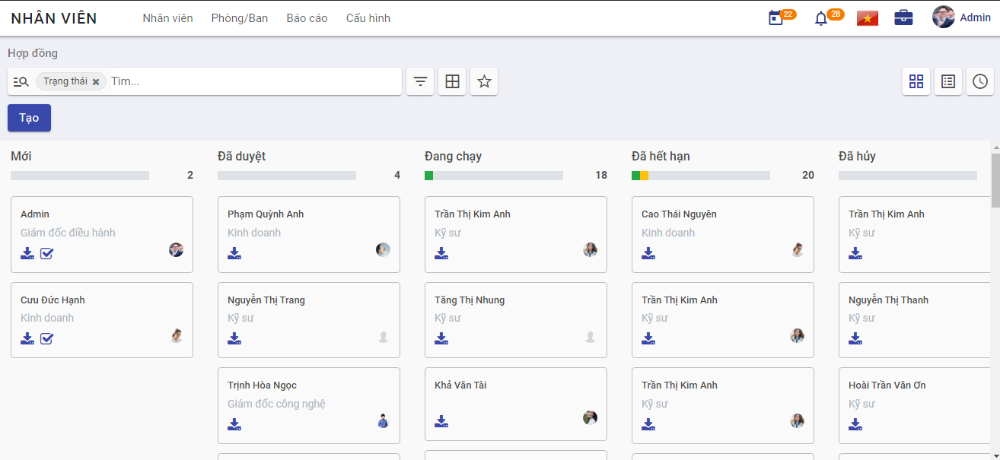 NHÂN VIÊN
Nhân viên Phòng/Ban Báo cáo Cấu hình
22
28
Admin
Hợp đồng
Trạng thái Tìm...
Tạo
Mới
2
Admin
Giám đốc điều hành
Cưu Đức Hạnh
Kinh doanh
Đã duyệt
4
Phạm Quỳnh Anh
Kinh doanh
Nguyễn Thị Trang
Kỹ sư
Trịnh Hòa Ngọc
Giám đốc công nghệ
Đang chạy
18
Trần Thị Kim Anh
Kỹ sư
Tăng Thị Nhung
Kỹ sư
Khả Văn Tài
Đã hết hạn
20
Cao Thái Nguyên
Kinh doanh
Trần Thị Kim Anh
Kỹ sư
Trần Thị Kim Anh
Kỹ sư
Đã hủy
Trần Thị Kim Anh
Kỹ sư
Nguyễn Thị Thanh
Kỹ sư
Hoài Trần Văn Ơn
Kỹ sư